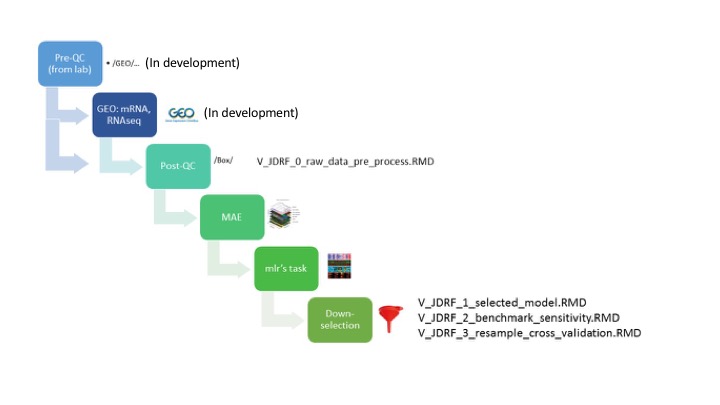 Pre-QC
(from lab)
• /GEO/... (In development)
GEO: mRNA,
RNAseq
GEO (In development)
Post-QC
/Box/
V_JDRF_0_raw_data_pre_process.RMD
MAE
mlr's task
Down-
selection
V_JDRF_1_selected_model.RMD
V_JDRF_2_benchmark_sensitivity.RMD
V_JDRF_3_resample_cross_validation.RMD